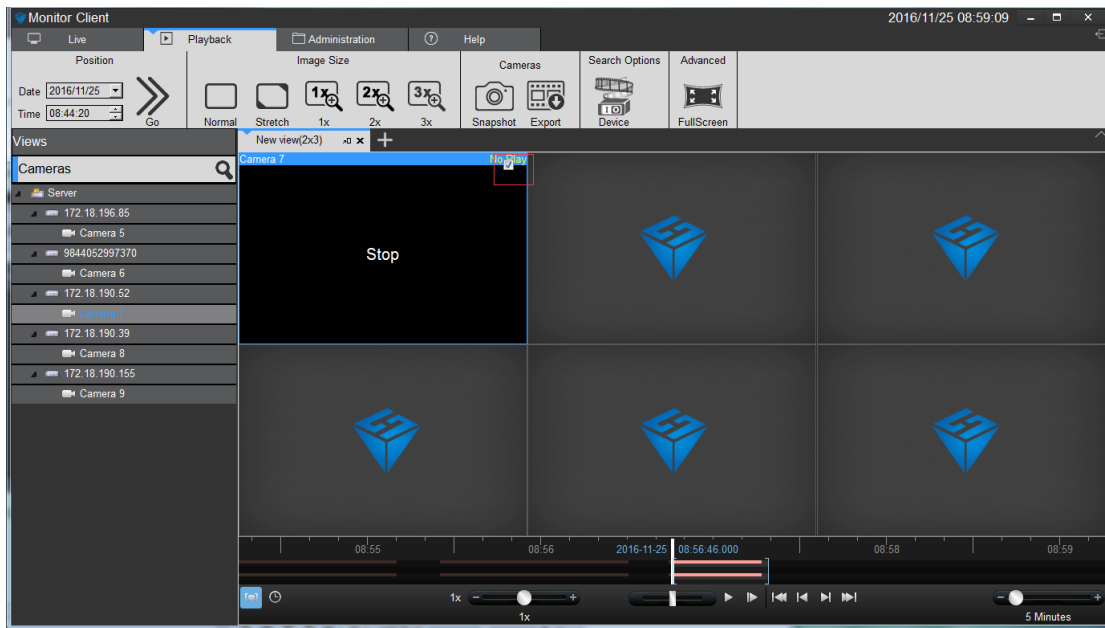 Monitor Client
2016/11/25 08:59:09
Live
Playback
Administration
Help
Position
Image Size
Cameras
Search Options
Advanced
Date 2016/11/25
Time 08:44:20
Go
Normal
Stretch
1x
1x
2x
2x
3x
3x
Snapshot
Export
Device
FullScreen
Views
New view(2x3)
Cameras
Camera 7
No Play
Server
172.18.196.85
Camera 5
9844052997370
Camera 6
172.18.190.52
Camera 7
172.18.190.39
Camera 8
172.18.190.155
Camera 9
Stop
08:55
08:56
2016-11-25 08:56:46.000
08:58
08:59
1x
1x
5 Minutes